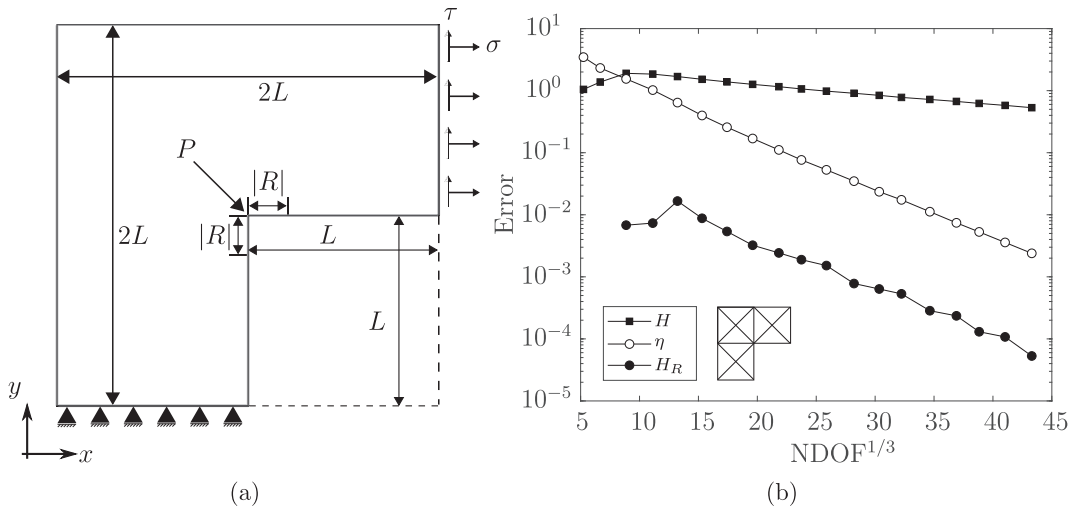 τ
σ
2L
P
|R|
2L
|R|
L
L
y
x
(a)
Error
10^1
10^0
10^-1
10^-2
10^-3
10^-4
10^-5
H
η
H_R
5 10 15 20 25 30 35 40 45
NDOF^1/3
(b)